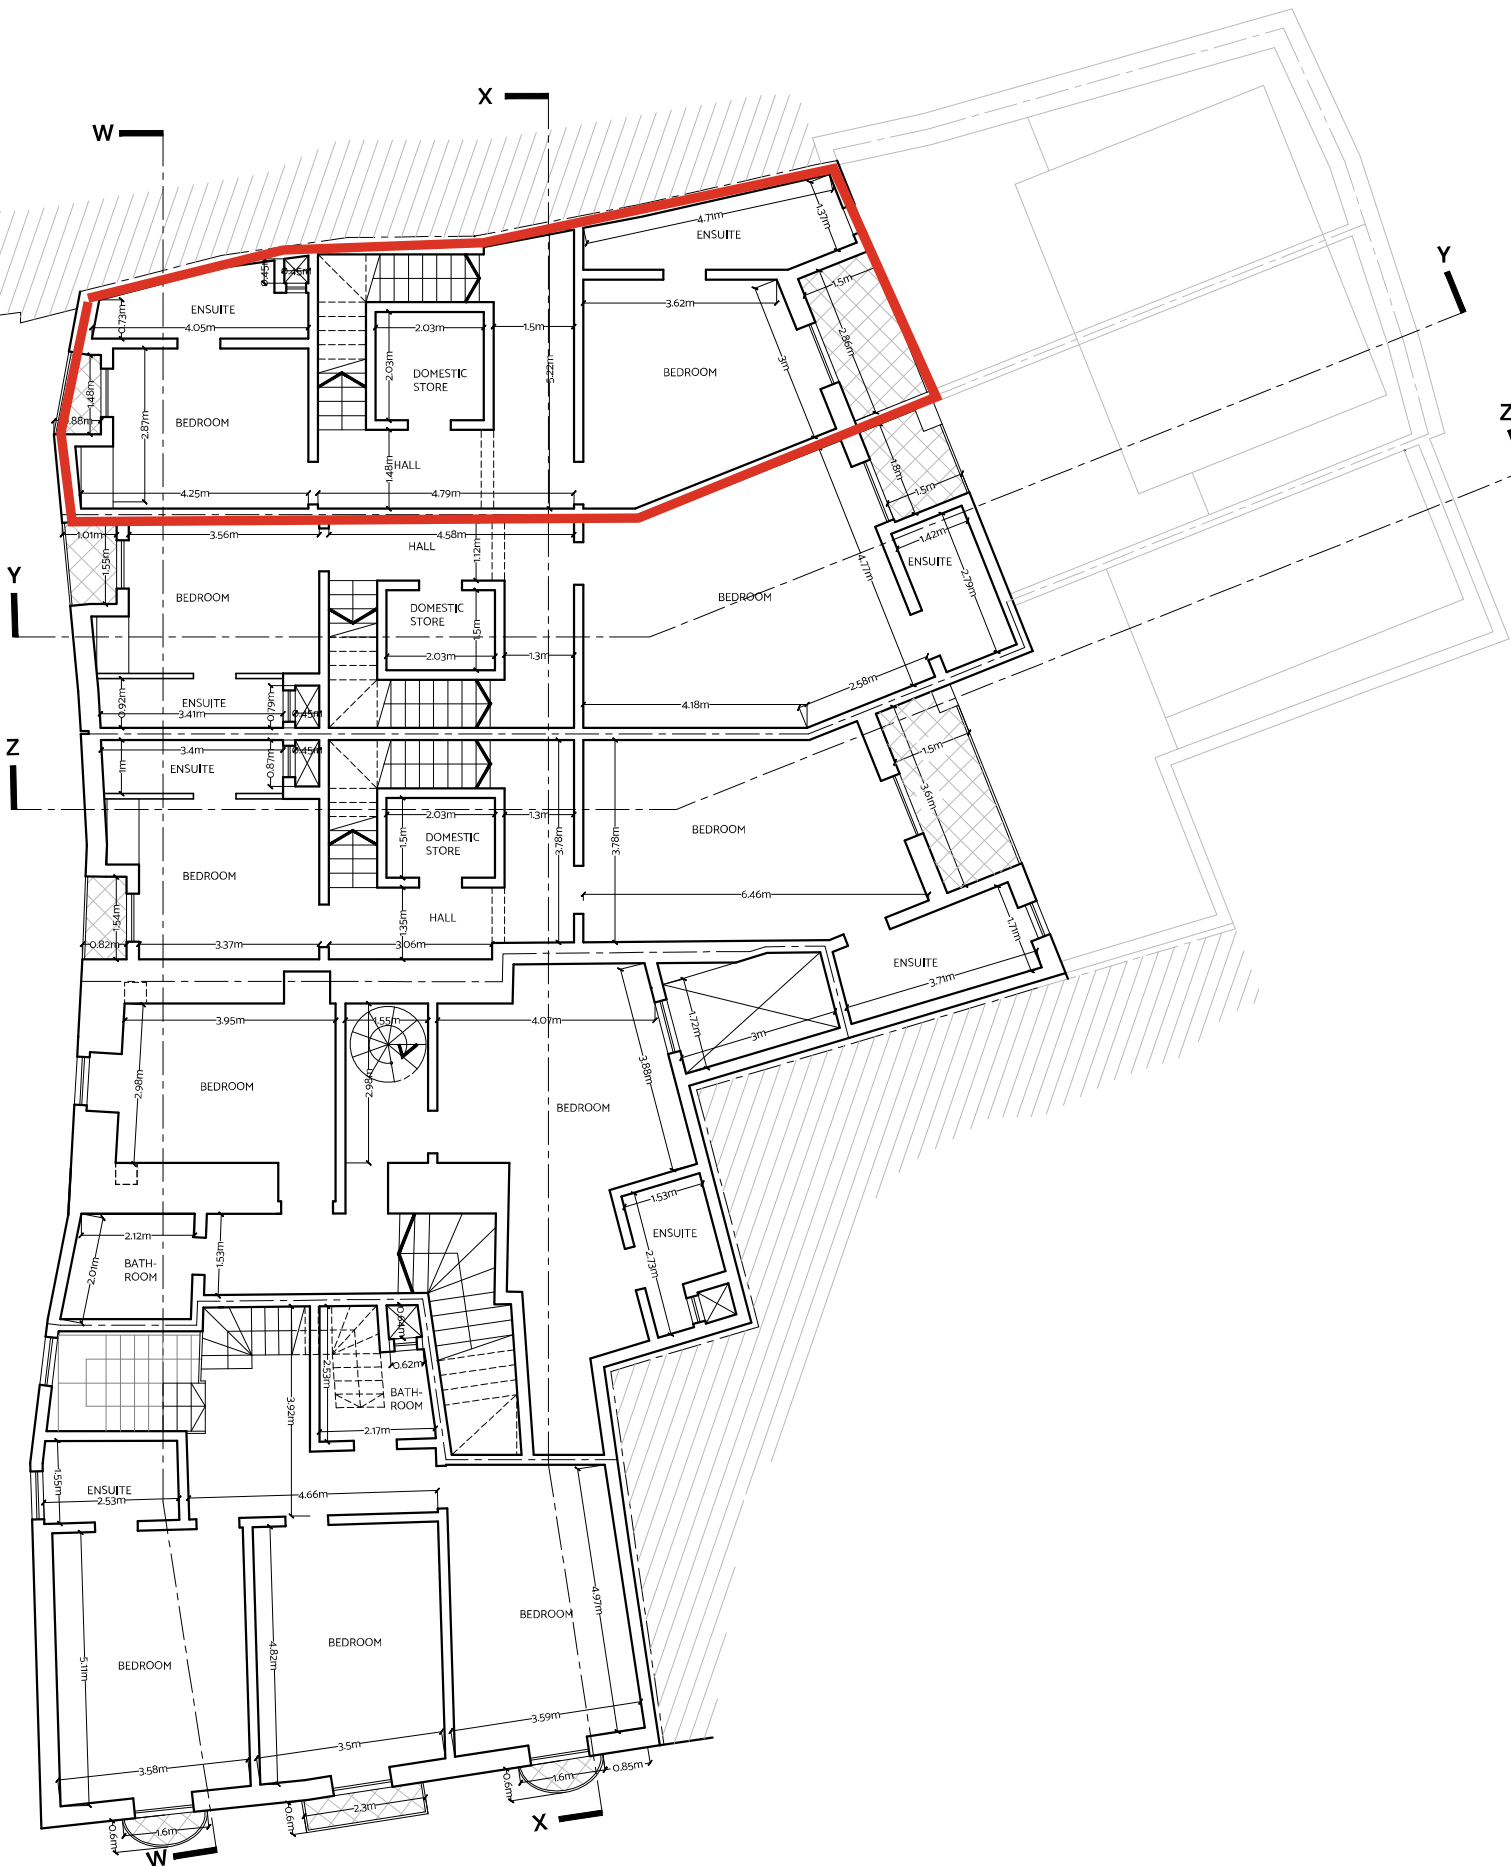 X
W
4.71m
1.37m
ENSUITE
0.45m
0.45m
ENSUITE
0.73m
4.05m
2.03m
1.5m
3.62m
1.5m
Y
2.86m
2.03m
3m
DOMESTIC
STORE
BEDROOM
5.22m
1.48m
.88m
2.87m
BEDROOM
HALL
1.48m
1.8m
1.5m
Z
4.25m
4.79m
1.01m
3.56m
4.58m
HALL
1.12m
1.42m
ENSUITE
4.77m
2.79m
1.55m
Y
BEDROOM
DOMESTIC
STORE
1.5m
BEDROOM
2.03m
1.3m
2.58m
0.92m
ENSUITE
3.41m
0.79m
0.45m
4.18m
Z
3.4m
0.45m
ENSUITE
1m
0.87m
1.5m
3.61m
2.03m
1.3m
1.5m
DOMESTIC
STORE
3.78m
3.78m
BEDROOM
BEDROOM
6.46m
1.54m
HALL
1.35m
1.71m
0.82m
3.37m
3.06m
ENSUITE
3.71m
3.95m
1.55m
4.07m
1.72m
3m
2.98m
BEDROOM
2.98m
3.88m
BEDROOM
1.53m
2.12m
ENSUITE
1.53m
2.01m
BATH-
ROOM
2.73m
0.62m
2.53m
BATH-
ROOM
3.92m
2.17m
1.55m
ENSUITE
2.53m
4.66m
4.97m
BEDROOM
4.82m
BEDROOM
5.11m
BEDROOM
3.59m
3.5m
3.58m
0.6m
1.6m
0.85m
0.6m
2.3m
X
0.6m
1.6m
W